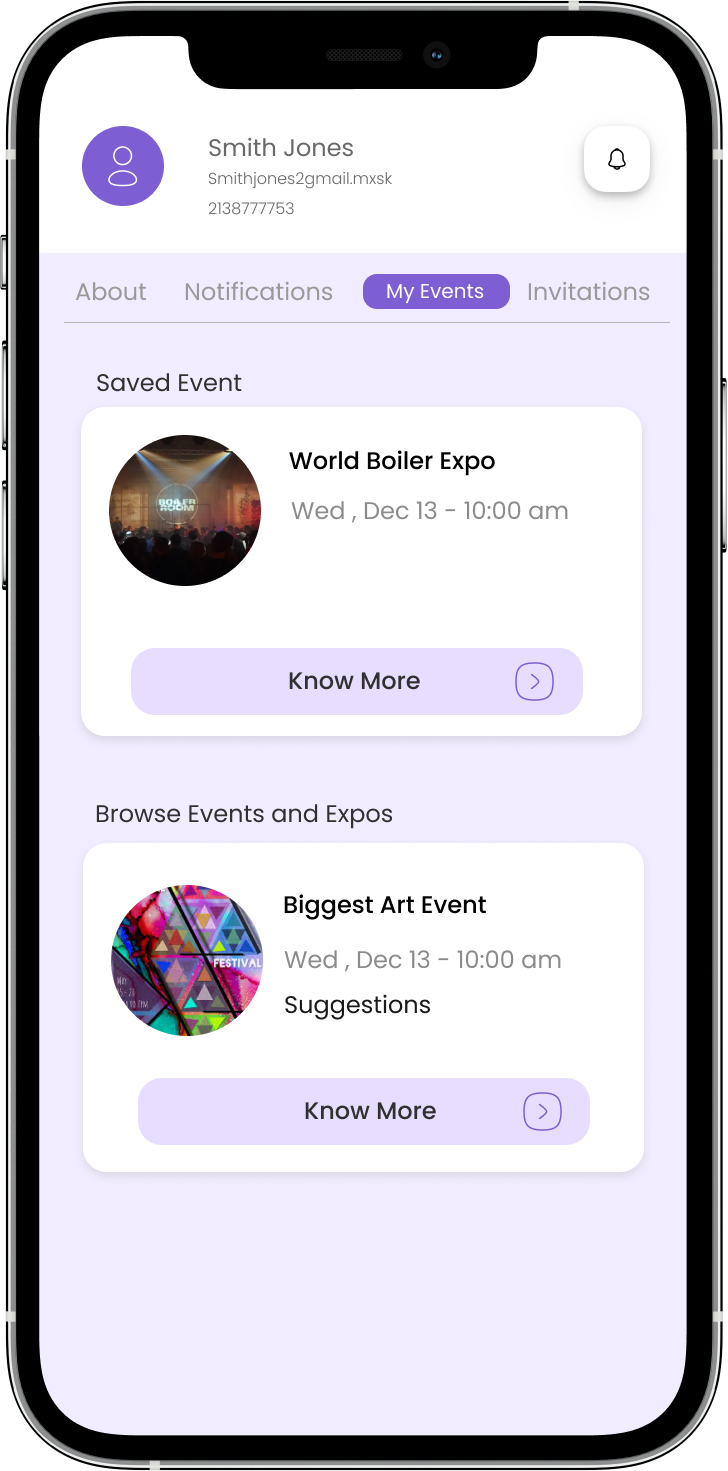 Smith Jones
Smithjones2gmail.mxsk
2138777753
About Notifications My Events Invitations
Saved Event
World Boiler Expo
Wed , Dec 13 - 10:00 am
BOILER
ROOM
Know More
Browse Events and Expos
Biggest Art Event
Wed , Dec 13 - 10:00 am
FESTIVAL
Suggestions
MAY
Know More